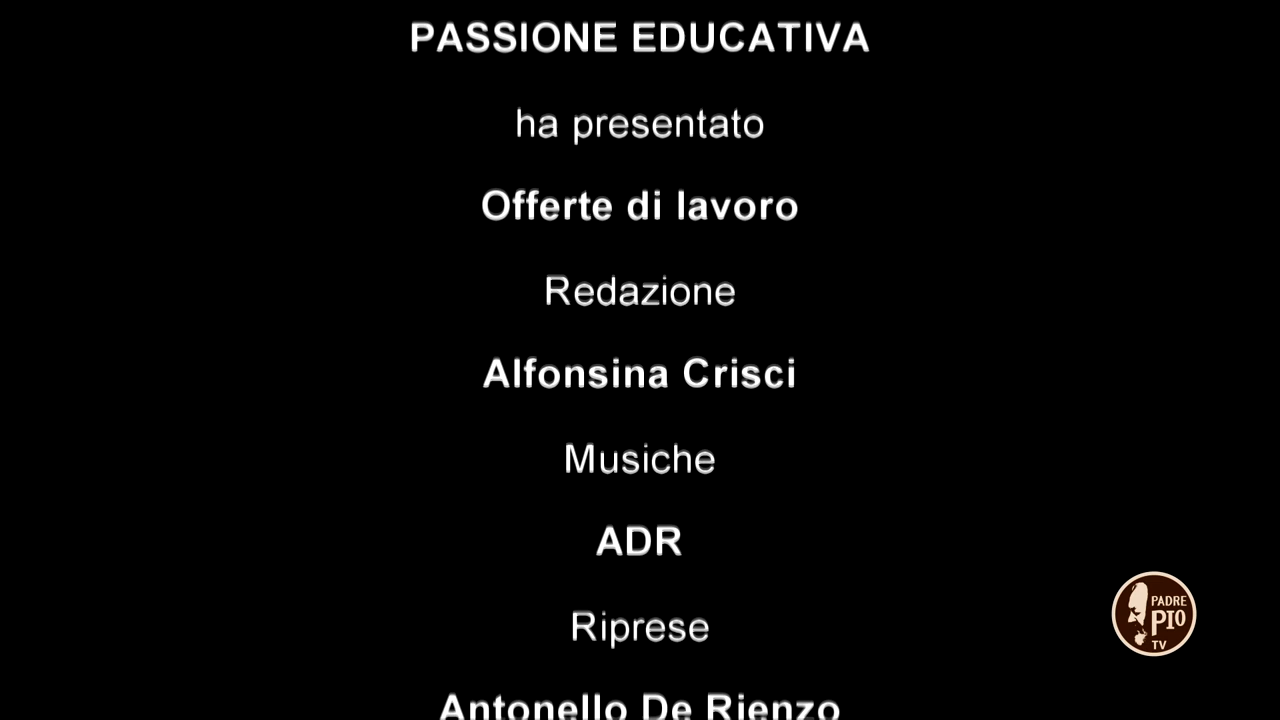 PASSIONE EDUCATIVA
ha presentato
Offerte di lavoro
Redazione
Alfonsina Crisci
Musiche
ADR
Riprese
Antonello De Rienzo
PADRE
PIO
TV